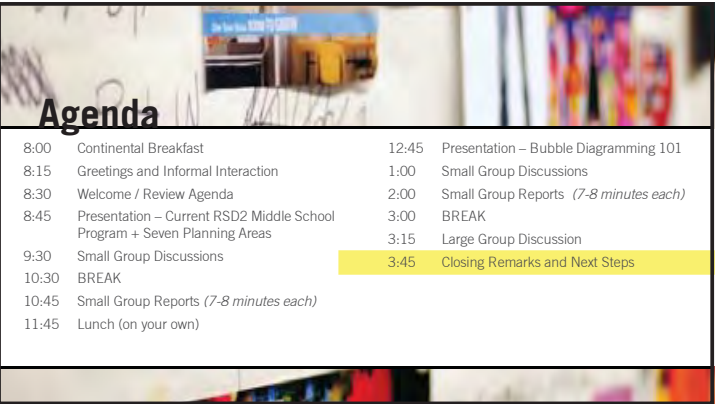 Agenda
8:00 Continental Breakfast
8:15 Greetings and Informal Interaction
8:30 Welcome / Review Agenda
8:45 Presentation – Current RSD2 Middle School
Program + Seven Planning Areas
9:30 Small Group Discussions
10:30 BREAK
10:45 Small Group Reports (7-8 minutes each)
11:45 Lunch (on your own)
12:45 Presentation – Bubble Diagramming 101
1:00 Small Group Discussions
2:00 Small Group Reports (7-8 minutes each)
3:00 BREAK
3:15 Large Group Discussion
3:45 Closing Remarks and Next Steps